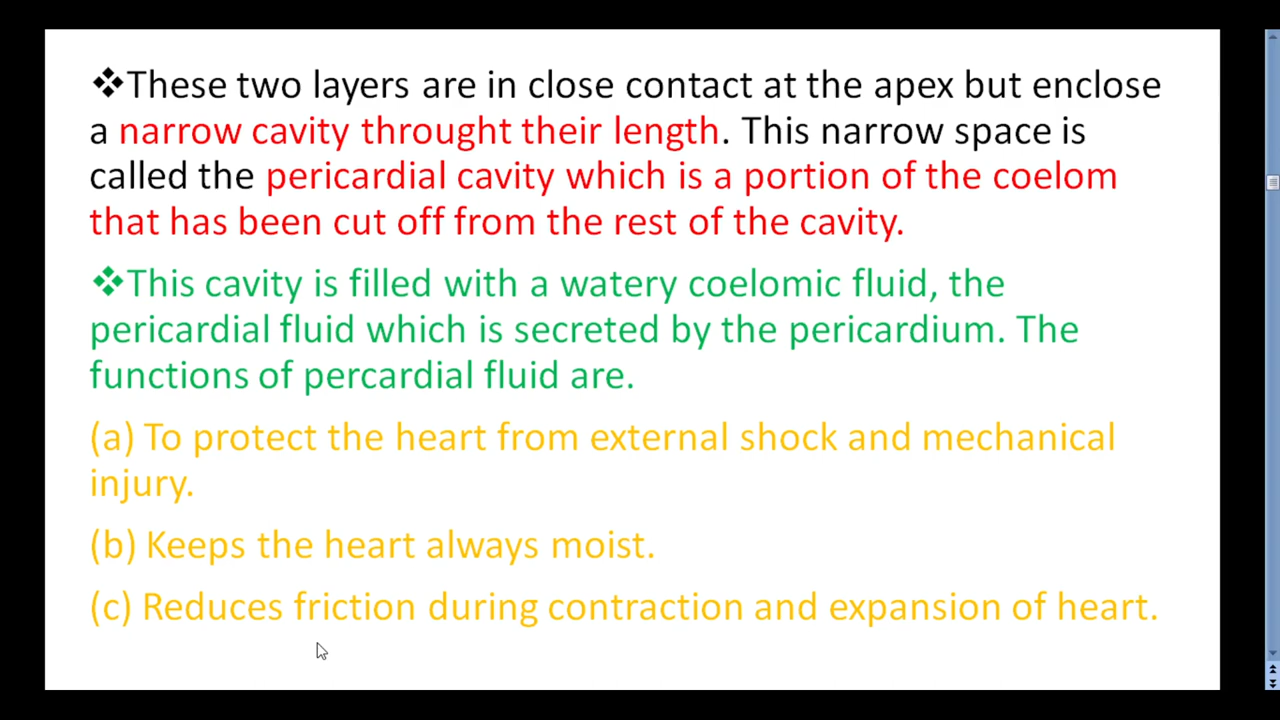 ❖These two layers are in close contact at the apex but enclose
a narrow cavity throught their length. This narrow space is
called the pericardial cavity which is a portion of the coelom
that has been cut off from the rest of the cavity.
❖This cavity is filled with a watery coelomic fluid, the
pericardial fluid which is secreted by the pericardium. The
functions of percardial fluid are.
(a) To protect the heart from external shock and mechanical
injury.
(b) Keeps the heart always moist.
(c) Reduces friction during contraction and expansion of heart.